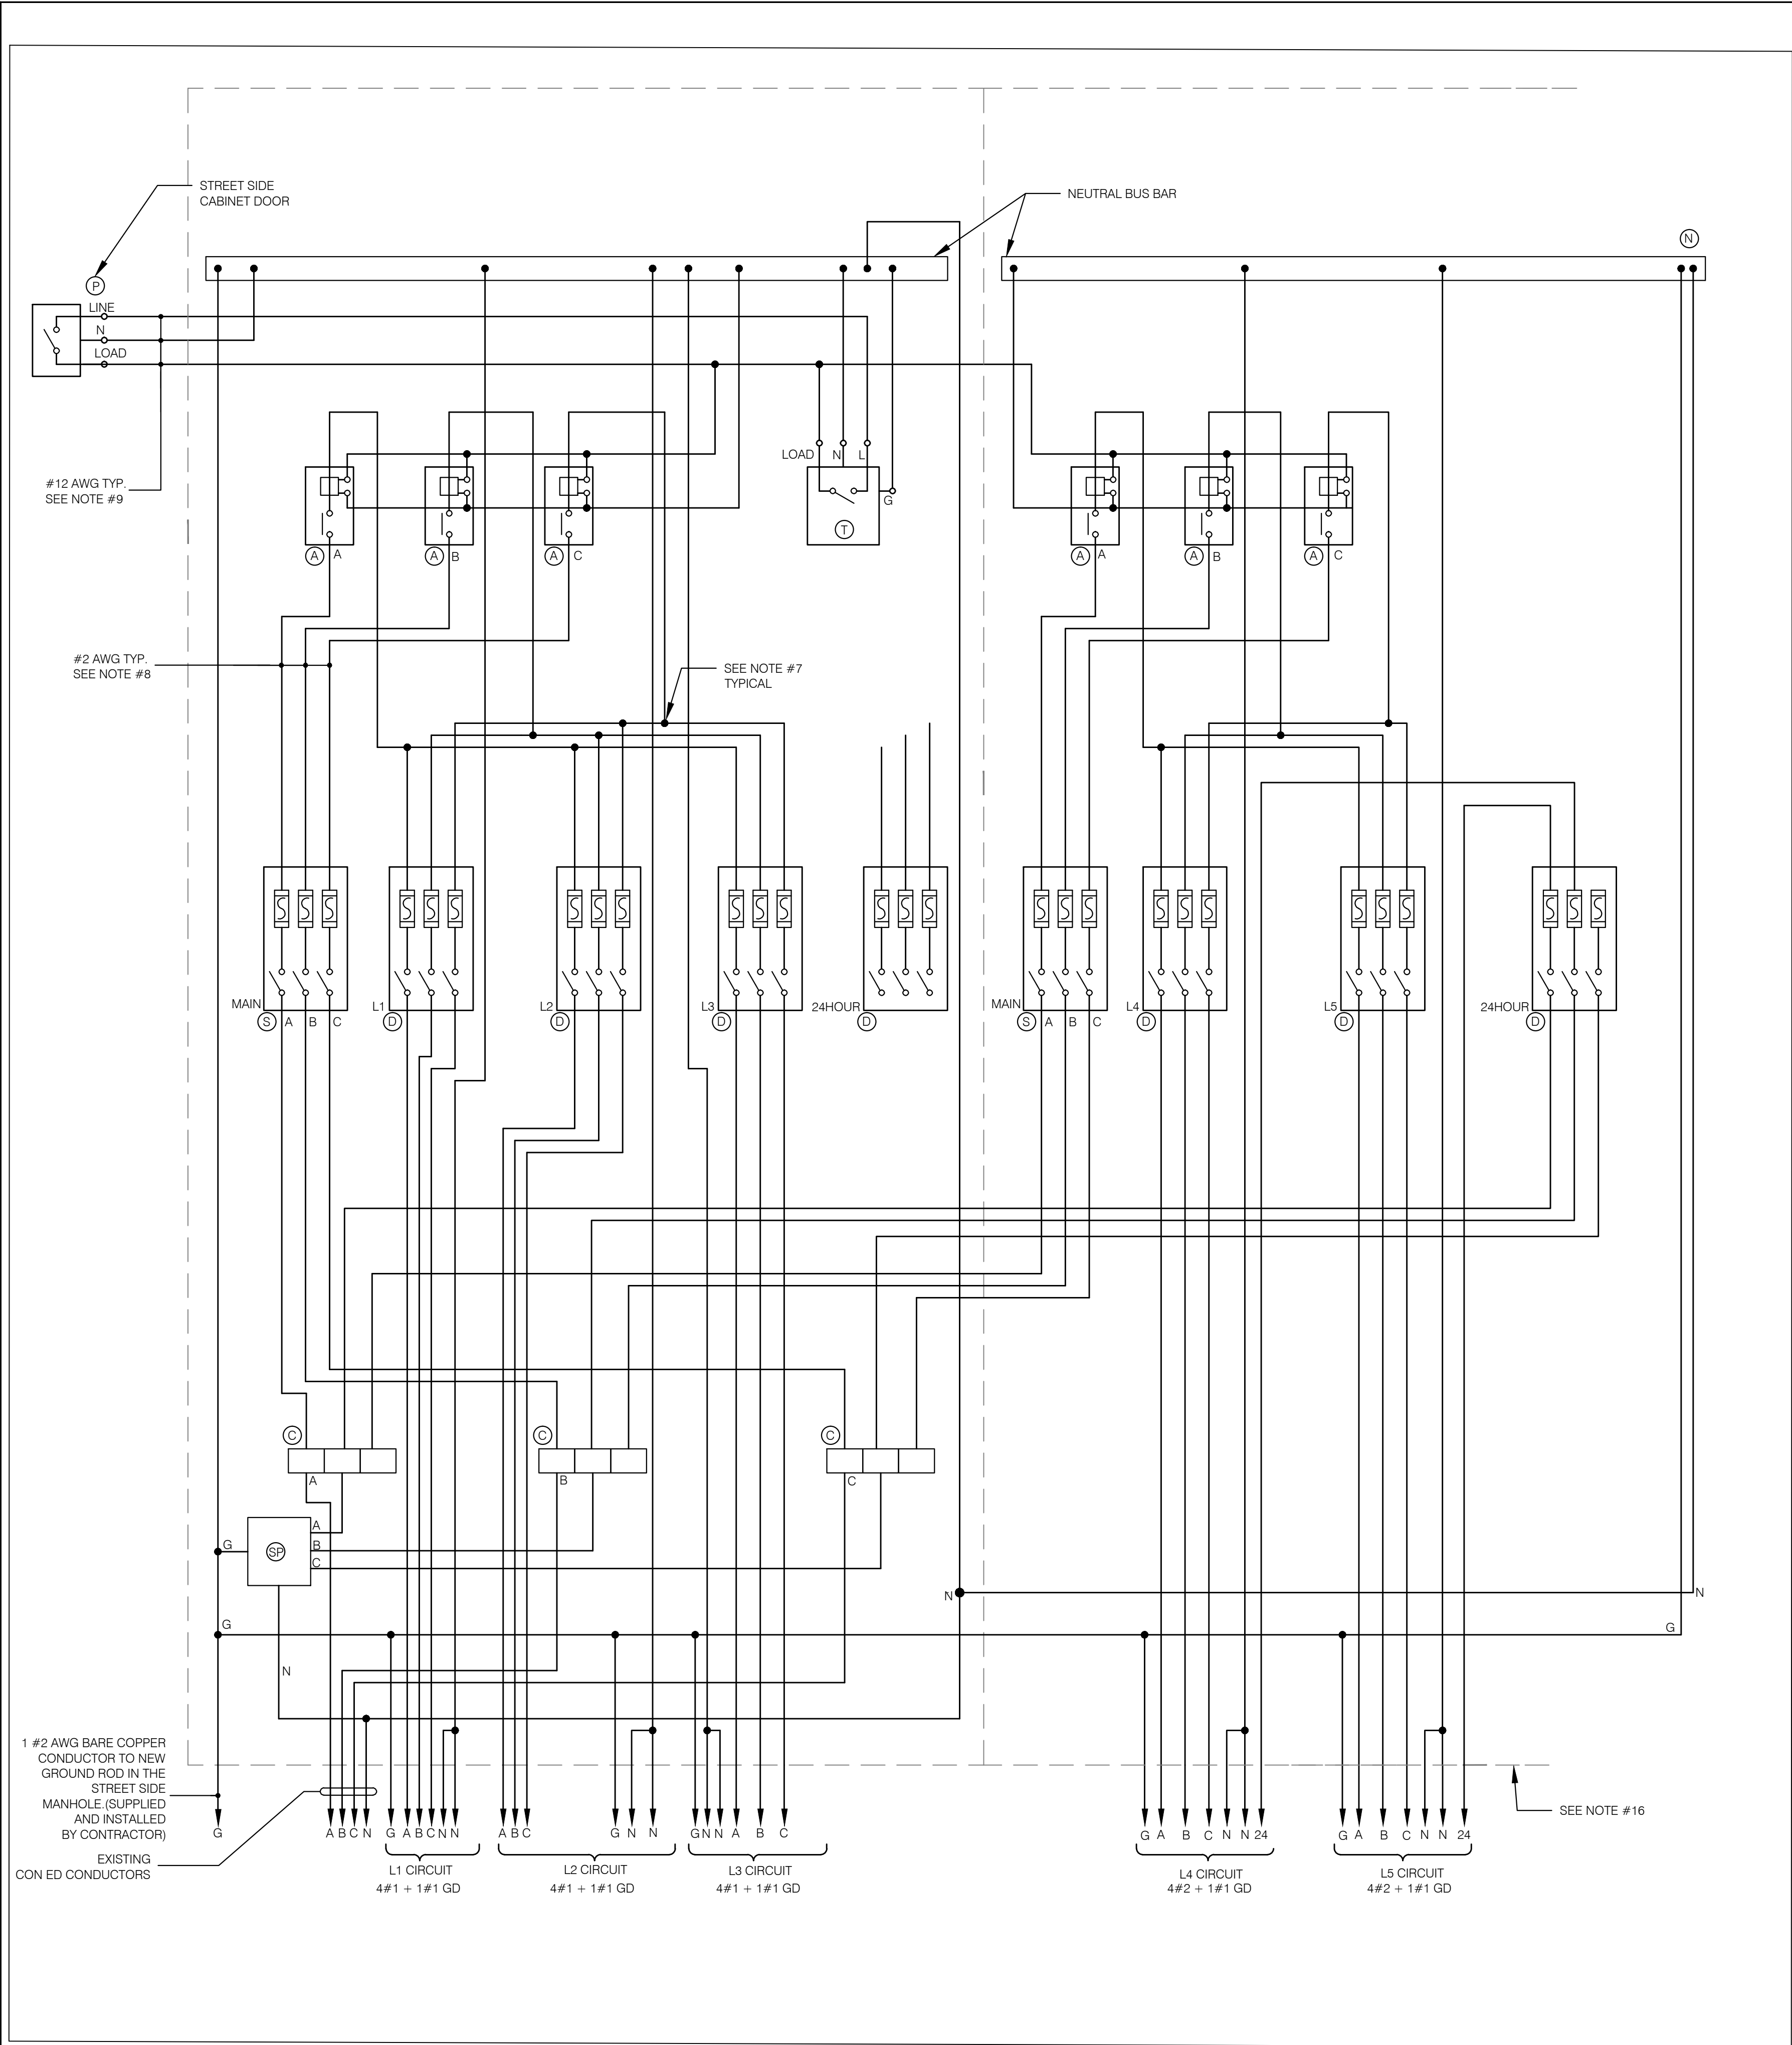 STREET SIDE
CABINET DOOR
NEUTRAL BUS BAR
N
P
LINE
N
LOAD
LOAD N L
G
T
#12 AWG TYP.
SEE NOTE #9
A A
A B
A C
A A
A B
A C
#2 AWG TYP.
SEE NOTE #8
SEE NOTE #7
TYPICAL
MAIN
S A B C
L1
D
L2
D
L3
D
24HOUR
D
MAIN
S A B C
L4
D
L5
D
24HOUR
D
C
A
C
B
C
C
G
SP
A
B
C
N
N
G
G
N
1 #2 AWG BARE COPPER
CONDUCTOR TO NEW
GROUND ROD IN THE
STREET SIDE
MANHOLE.(SUPPLIED
AND INSTALLED
BY CONTRACTOR)
EXISTING
CON ED CONDUCTORS
SEE NOTE #16
G
A B C N
G A B C N N
A B C G N N
G N N A B C
G A B C N N 24
G A B C N N 24
L1 CIRCUIT
4#1 + 1#1 GD
L2 CIRCUIT
4#1 + 1#1 GD
L3 CIRCUIT
4#1 + 1#1 GD
L4 CIRCUIT
4#2 + 1#1 GD
L5 CIRCUIT
4#2 + 1#1 GD